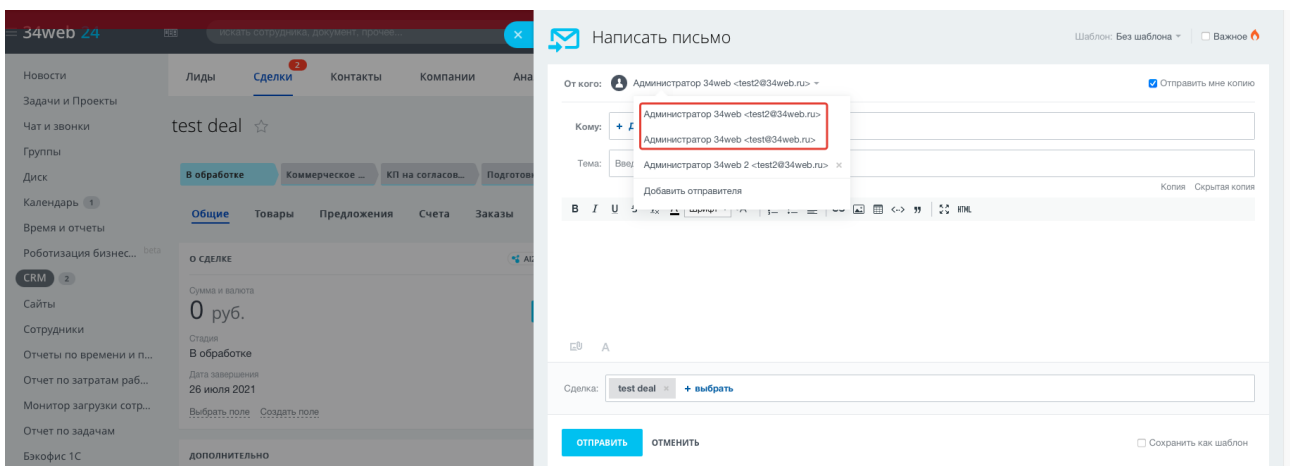 34web 24
искать сотрудника, документ, прочее...
Новости
Задачи и Проекты
Чат и звонки
Группы
Диск
Календарь 1
Время и отчеты
Роботизация бизнес... beta
CRM 2
Сайты
Сотрудники
Отчеты по времени и п...
Отчет по затратам раб...
Монитор загрузки сотр...
Отчет по задачам
Бэкофис 1С
Лиды Сделки 2 Контакты Компании Ана
test deal
В обработке Коммерческое ... КП на согласов... Подготов
Общие Товары Предложения Счета Заказы
О СДЕЛКЕ
Сумма и валюта
0 руб.
Стадия
В обработке
Дата завершения
26 июля 2021
Выбрать поле Создать поле
ДОПОЛНИТЕЛЬНО
Написать письмо
Шаблон: Без шаблона Важное
От кого: Администратор 34web <test2@34web.ru>
Отправить мне копию
Администратор 34web <test2@34web.ru>
Администратор 34web <test@34web.ru>
Администратор 34web 2 <test2@34web.ru> ×
Добавить отправителя
Кому: +
Тема:
Копия Скрытая копия
B I U HTML
A
Сделка: test deal × + выбрать
ОТПРАВИТЬ ОТМЕНИТЬ
Сохранить как шаблон